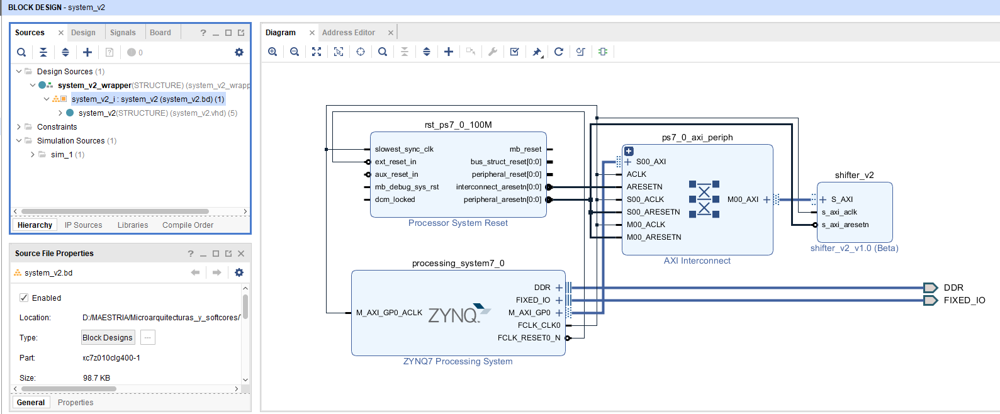 BLOCK DESIGN - system_v2
Sources
Design
Signals
Board
?
0
Design Sources (1)
system_v2_wrapper(STRUCTURE) (system_v2_wrapp
system_v2_i : system_v2 (system_v2.bd) (1)
system_v2(STRUCTURE) (system_v2.vhd) (5)
Constraints
Simulation Sources (1)
sim_1 (1)
Hierarchy
IP Sources
Libraries
Compile Order
Source File Properties
?
system_v2.bd
Enabled
Location: D:/MAESTRIA/Microarquitecturas_y_softcores/
Type: Block Designs ...
Part: xc7z010clg400-1
Size: 98.7 KB
General
Properties
Diagram
Address Editor
rst_ps7_0_100M
slowest_sync_clk
ext_reset_in
aux_reset_in
mb_debug_sys_rst
dcm_locked
mb_reset
bus_struct_reset[0:0]
peripheral_reset[0:0]
interconnect_aresetn[0:0]
peripheral_aresetn[0:0]
Processor System Reset
processing_system7_0
M_AXI_GP0_ACLK
ZYNQ
DDR
FIXED_IO
M_AXI_GP0
FCLK_CLK0
FCLK_RESET0_N
ZYNQ7 Processing System
ps7_0_axi_periph
S00_AXI
ACLK
ARESETN
S00_ACLK
S00_ARESETN
M00_ACLK
M00_ARESETN
M00_AXI
AXI Interconnect
shifter_v2
S_AXI
s_axi_aclk
s_axi_aresetn
shifter_v2_v1.0 (Beta)
DDR
FIXED_IO